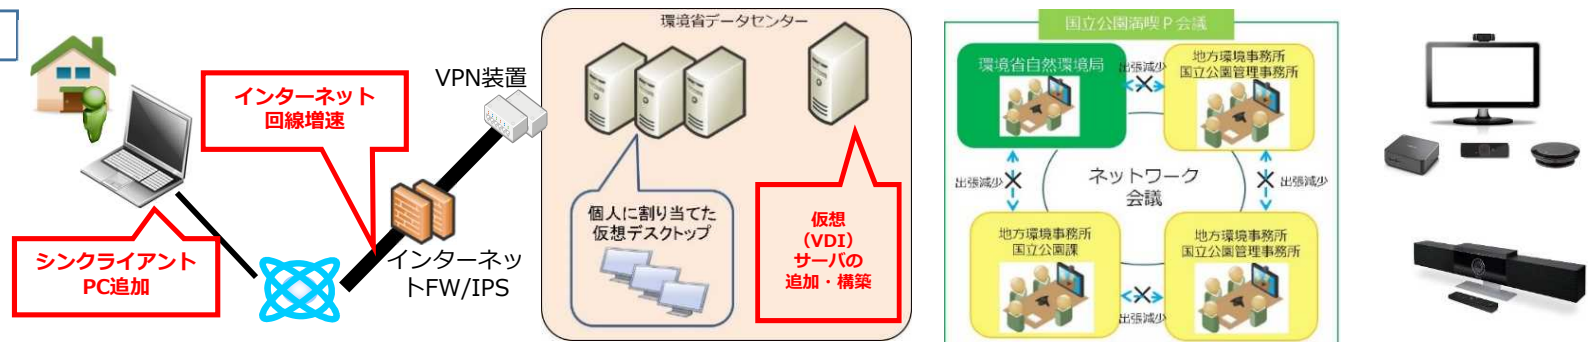 インターネット
回線増速
シンクライアント
PC追加
VPN装置
インターネッ
トFW/IPS
環境省データセンター
個人に割り当てた
仮想デスクトップ
仮想
（VDI）
サーバの
追加・構築
国立公園満喫P会議
環境省自然環境局
出張減少
地方環境事務所
国立公園管理事務所
出張減少
ネットワーク
会議
出張減少
地方環境事務所
国立公園課
出張減少
地方環境事務所
国立公園管理事務所